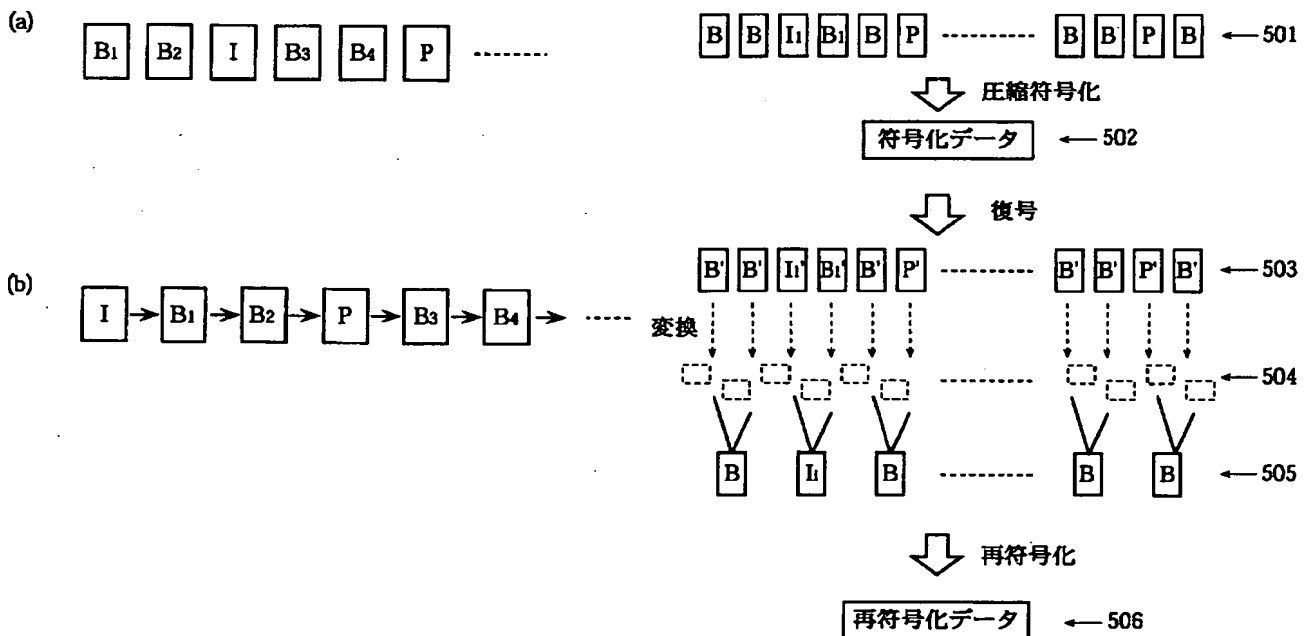 (a)
B1 B2 I B3 B4 P
B B I1 B1 B P B B P B 501
圧縮符号化
符号化データ 502
復号
B' B' I1' B1' B' P' B' B' P' B' 503
(b)
I B1 B2 P B3 B4
変換
504
B I1 B B B 505
再符号化
再符号化データ 506